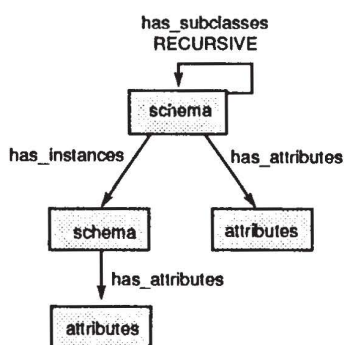 has_subclasses
RECURSIVE
schema
has_instances
has_attributes
schema
attributes
has_attributes
attributes